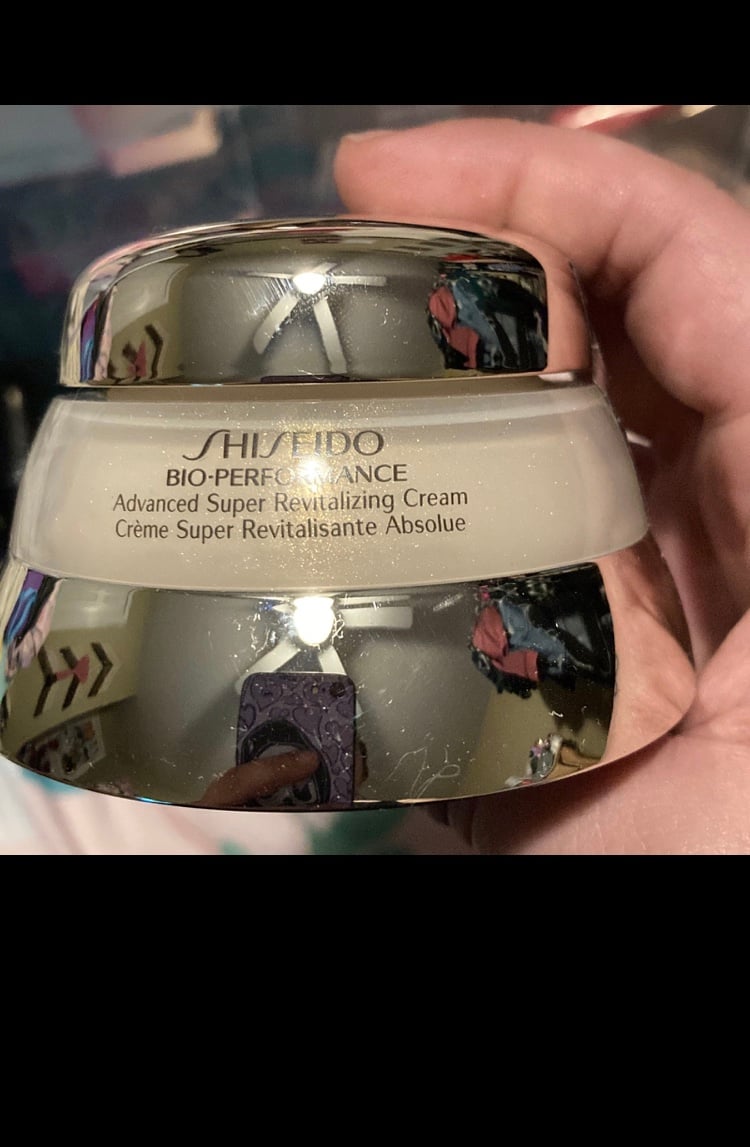 SHISEIDO
BIO-PERFORMANCE
Advanced Super Revitalizing Cream
Crème Super Revitalisante Absolue